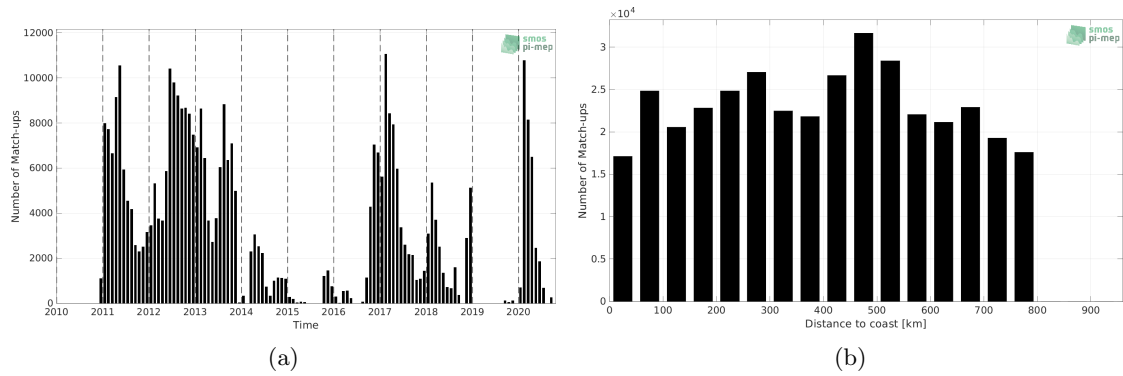 smos
pi-mep
Number of Match-ups
12000
10000
8000
6000
4000
2000
0
2010 2011 2012 2013 2014 2015 2016 2017 2018 2019 2020
Time
(a)
×10⁴
smos
pi-mep
Number of Match-ups
3
2.5
2
1.5
1
0.5
0
0 100 200 300 400 500 600 700 800 900
Distance to coast [km]
(b)